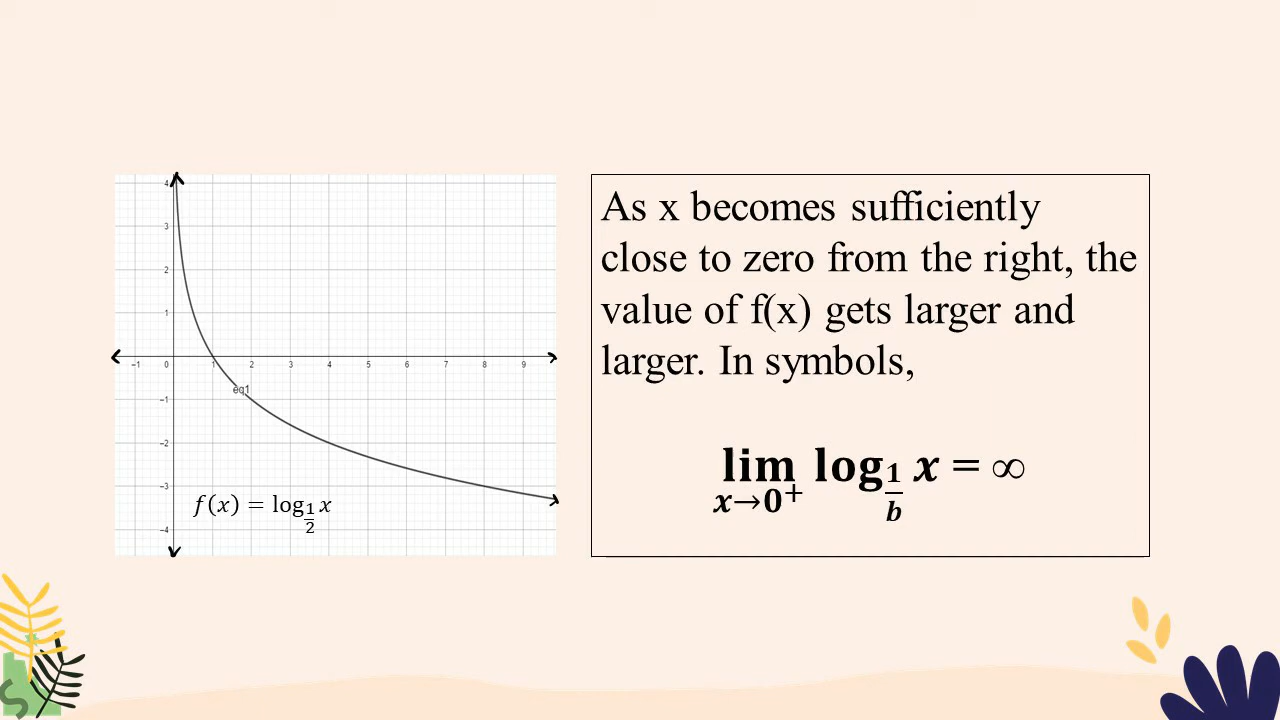 4
3
2
1
−1 0 1 2 3 4 5 6 7 8 9
eq1
−1
−2
−3
f(x) = log_{1/2} x
−4
As x becomes sufficiently
close to zero from the right, the
value of f(x) gets larger and
larger. In symbols,
lim_{x→0⁺} log_{1/b} x = ∞
S